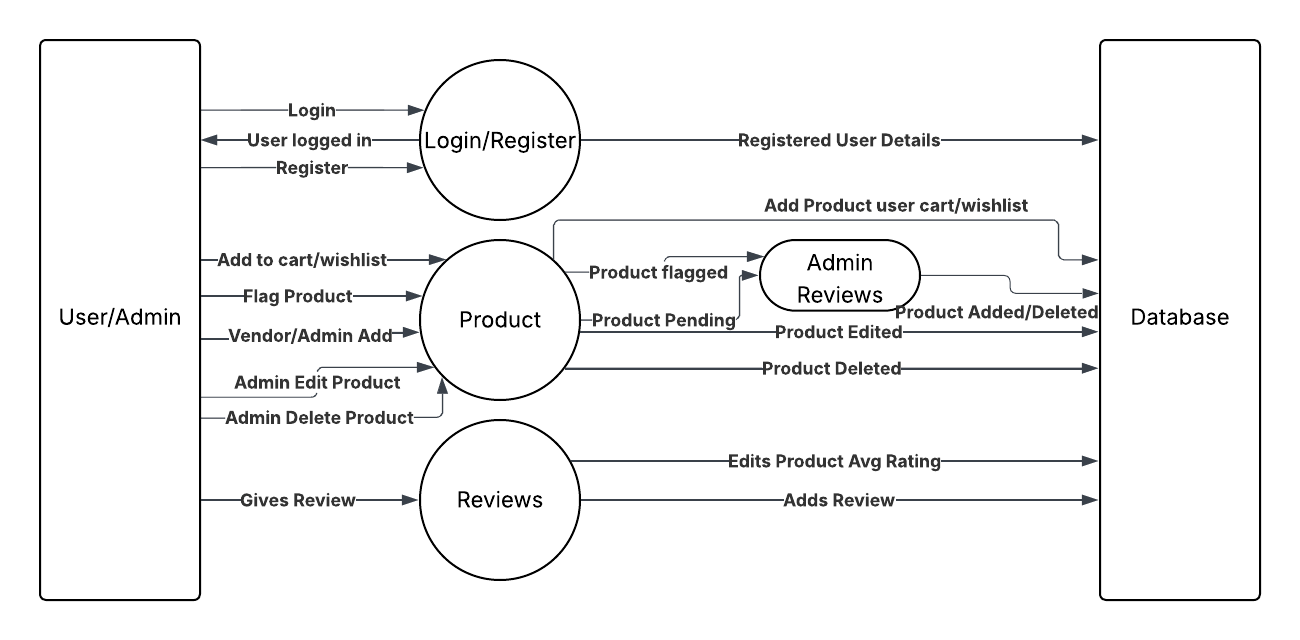 Login
User logged in
Register
Login/Register
Registered User Details
Add Product user cart/wishlist
User/Admin
Add to cart/wishlist
Flag Product
Vendor/Admin Add
Admin Edit Product
Admin Delete Product
Product
Product flagged
Product Pending
Admin
Reviews
Product Added/Deleted
Product Edited
Product Deleted
Database
Gives Review
Reviews
Edits Product Avg Rating
Adds Review